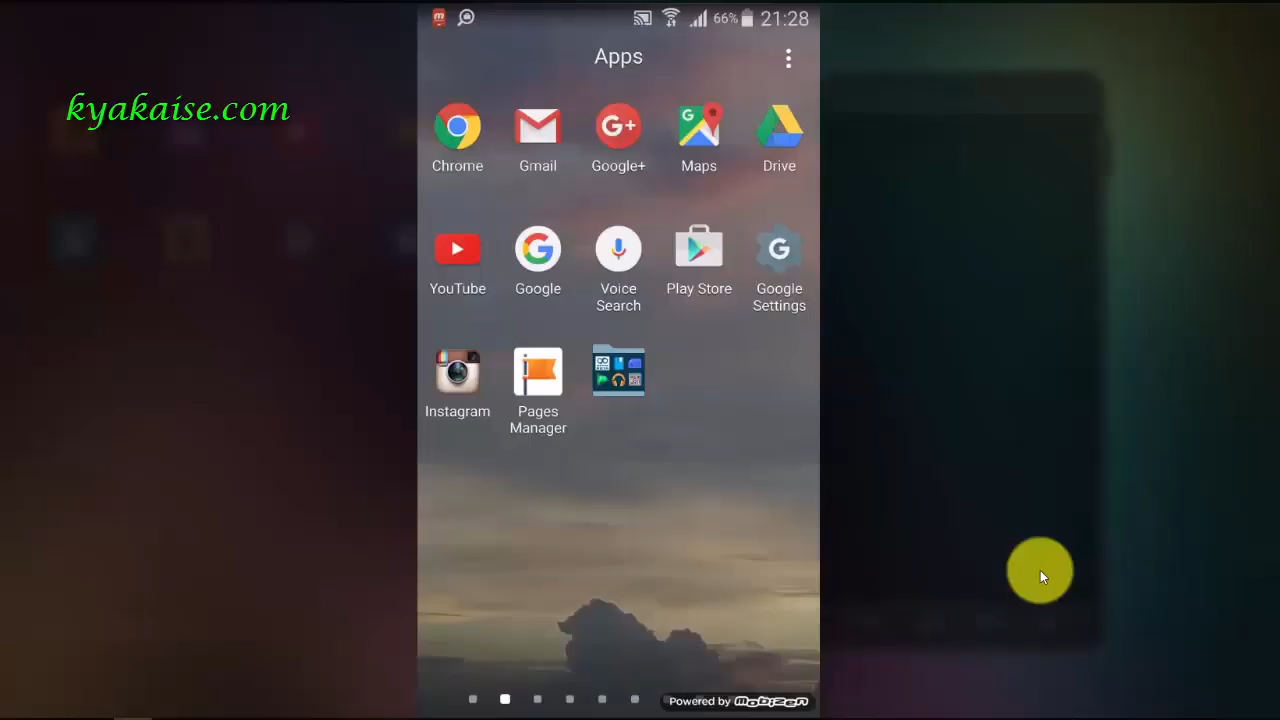 m
66% 21:28
Apps
kyakaise.com
Chrome Gmail Google+ Maps Drive
YouTube Google Voice Search Play Store Google Settings
Instagram Pages Manager
Powered by Mobizen